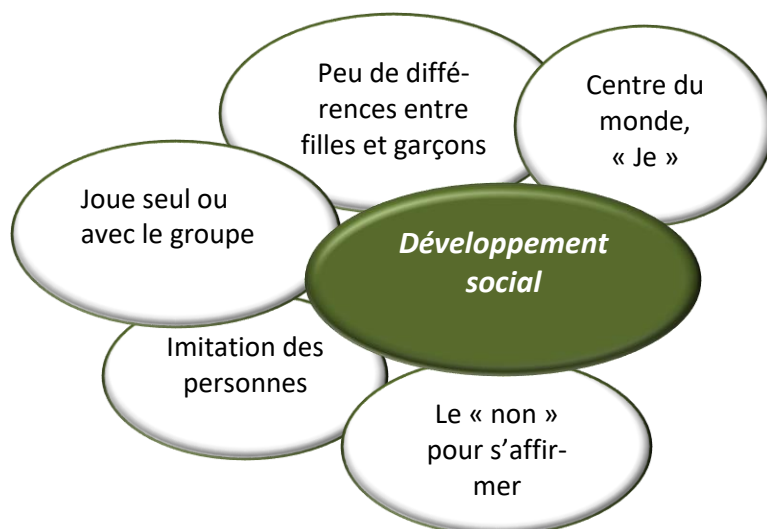 Peu de diffé-
rences entre
filles et garçons
Centre du
monde,
« Je »
Joue seul ou
avec le groupe
Développement
social
Imitation des
personnes
Le « non »
pour s’affir-
mer